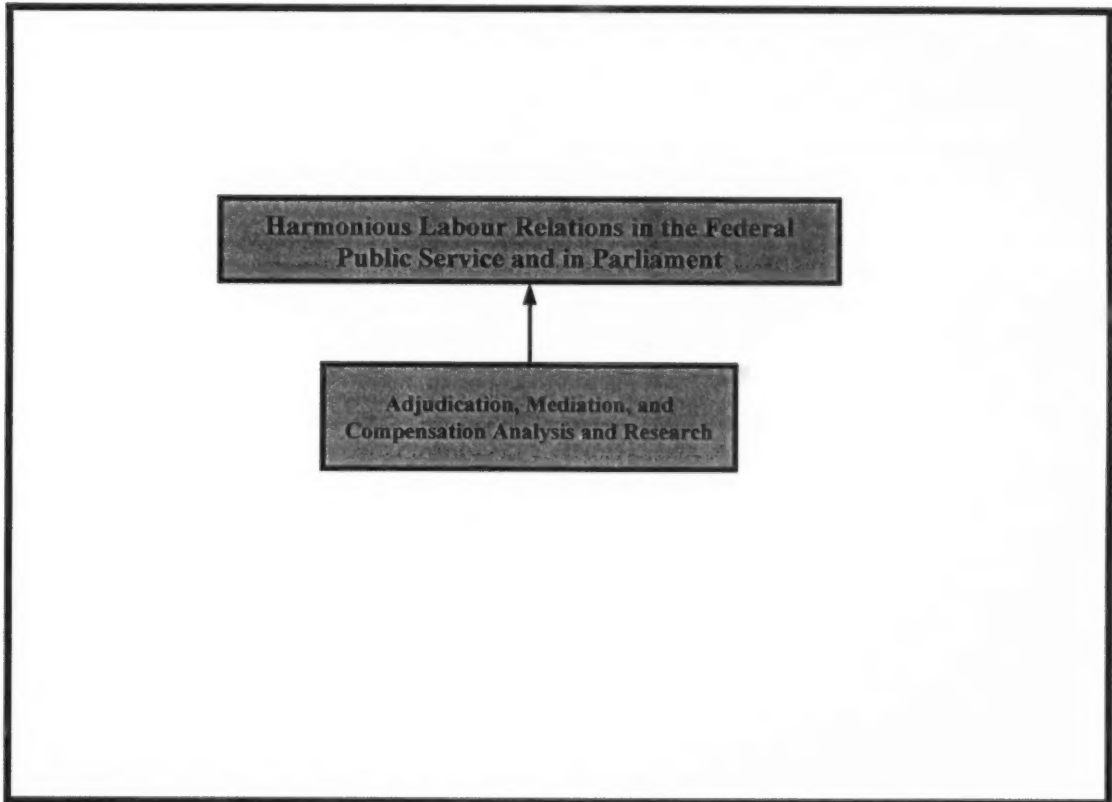 Harmonious Labour Relations in the Federal
Public Service and in Parliament
Adjudication, Mediation, and
Compensation Analysis and Research